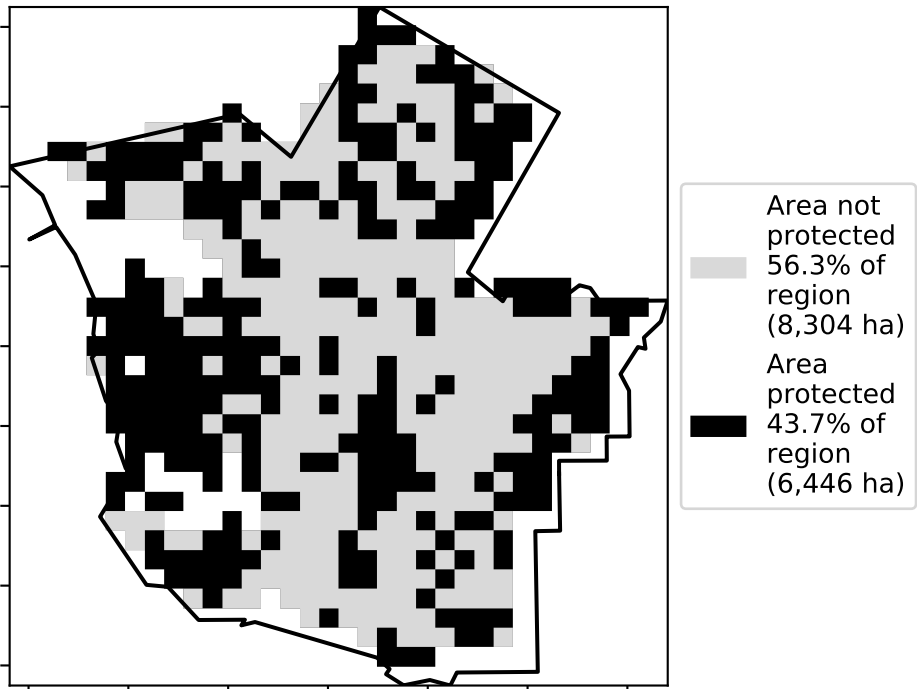 Area not
protected
56.3% of
region
(8,304 ha)
Area
protected
43.7% of
region
(6,446 ha)